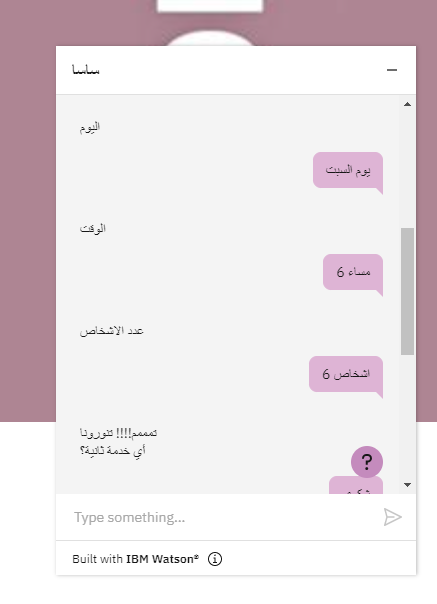 ساسا
اليوم
يوم السبت
الوقت
6 مساء
عدد الاشخاص
6 اشخاص
تمممم!!!! تنورونا
أي خدمة ثانية؟
?
Type something...
Built with IBM Watson®